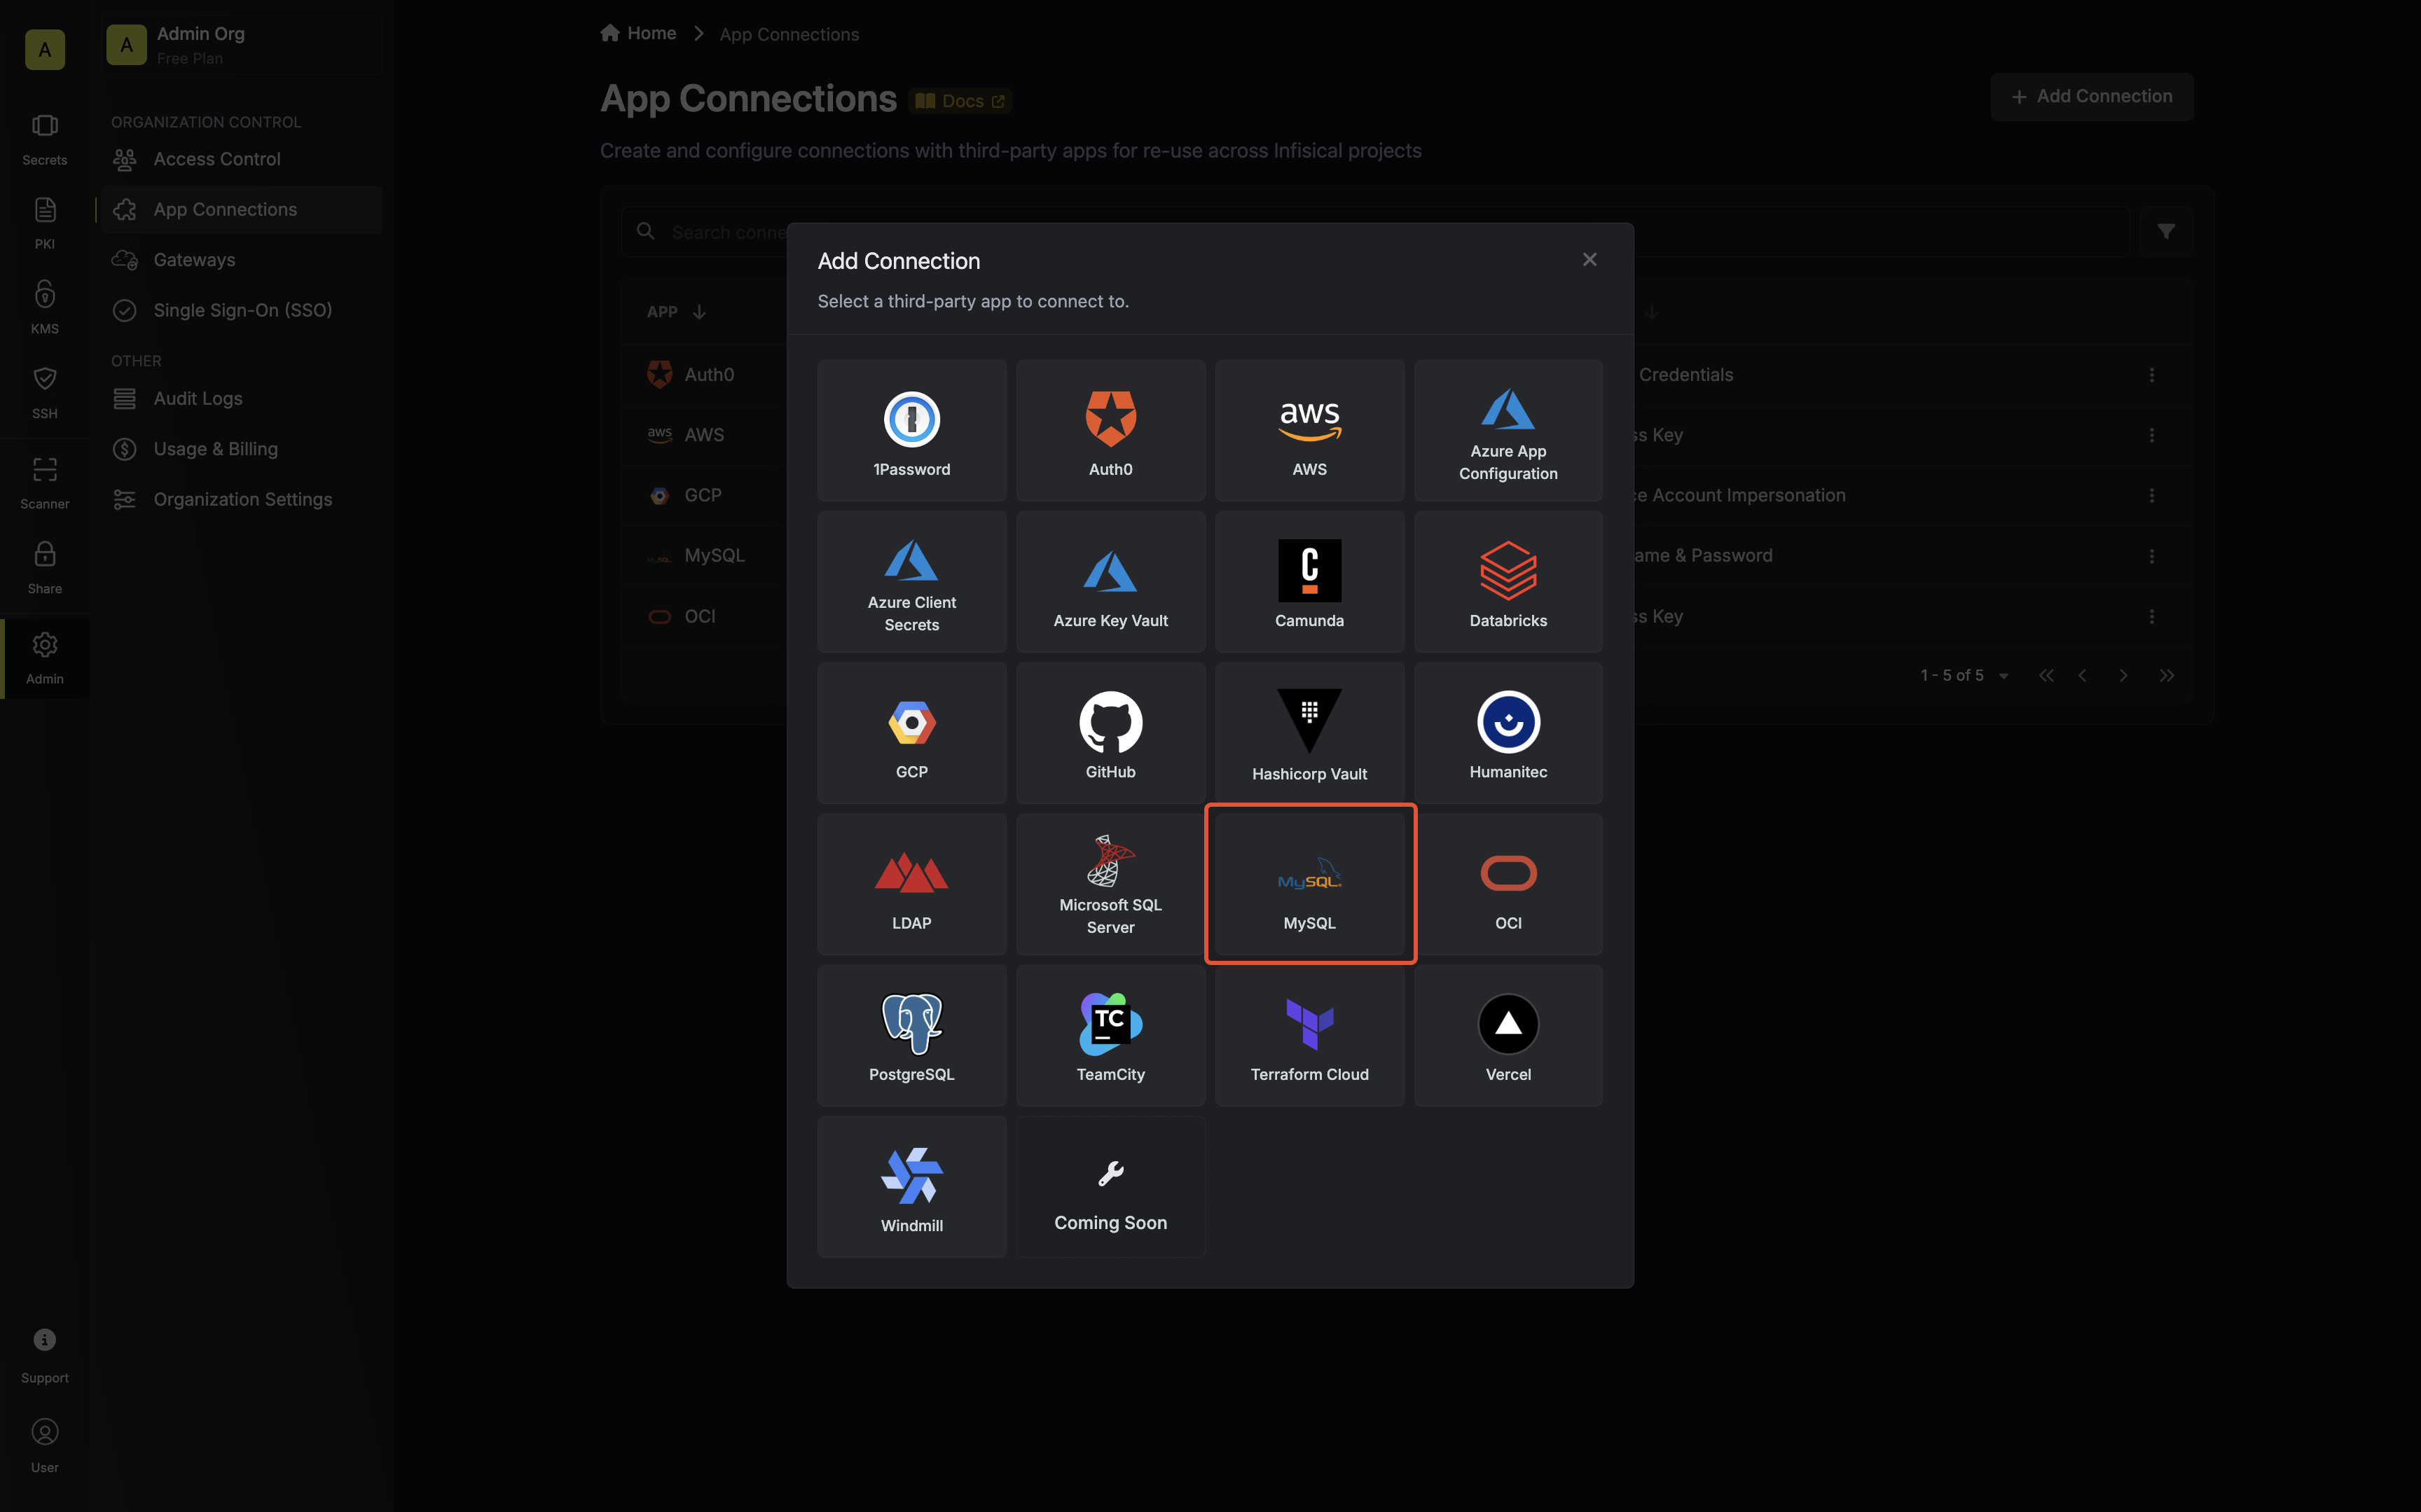 A
Secrets
PKI
KMS
SSH
Scanner
Share
Admin
Support
User
A
Admin Org
Free Plan
ORGANIZATION CONTROL
Access Control
App Connections
Gateways
Single Sign-On (SSO)
OTHER
Audit Logs
Usage & Billing
Organization Settings
Home
App Connections
App Connections
Docs
Add Connection
Create and configure connections with third-party apps for re-use across Infisical projects
Search conne
APP
Auth0
Credentials
aws
AWS
ss Key
GCP
ce Account Impersonation
MySQL
ame & Password
OCI
ss Key
1 - 5 of 5
Add Connection
Select a third-party app to connect to.
1Password
Auth0
aws
AWS
Azure App
Configuration
Azure Client
Secrets
Azure Key Vault
C
Camunda
Databricks
GCP
GitHub
Hashicorp Vault
Humanitec
LDAP
Microsoft SQL
Server
MySQL
MySQL
OCI
PostgreSQL
TC
TeamCity
Terraform Cloud
Vercel
Windmill
Coming Soon